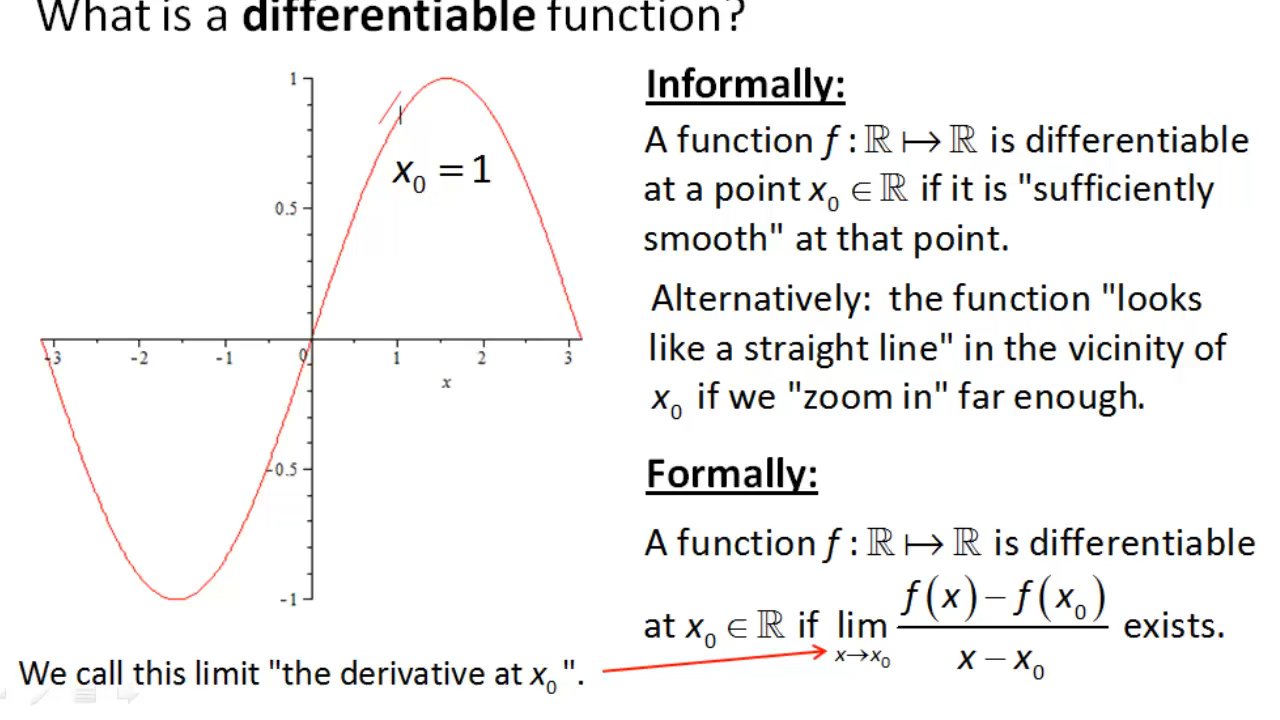 What is a differentiable function?
1
0.5
-3
-2
-1
0
1
2
3
x
-0.5
-1
x₀ = 1
Informally:
A function f : ℝ ↦ ℝ is differentiable
at a point x₀ ∈ ℝ if it is "sufficiently
smooth" at that point.
Alternatively: the function "looks
like a straight line" in the vicinity of
x₀ if we "zoom in" far enough.
Formally:
A function f : ℝ ↦ ℝ is differentiable
at x₀ ∈ ℝ if lim x→x₀ (f(x) − f(x₀)) / (x − x₀) exists.
We call this limit "the derivative at x₀ ".